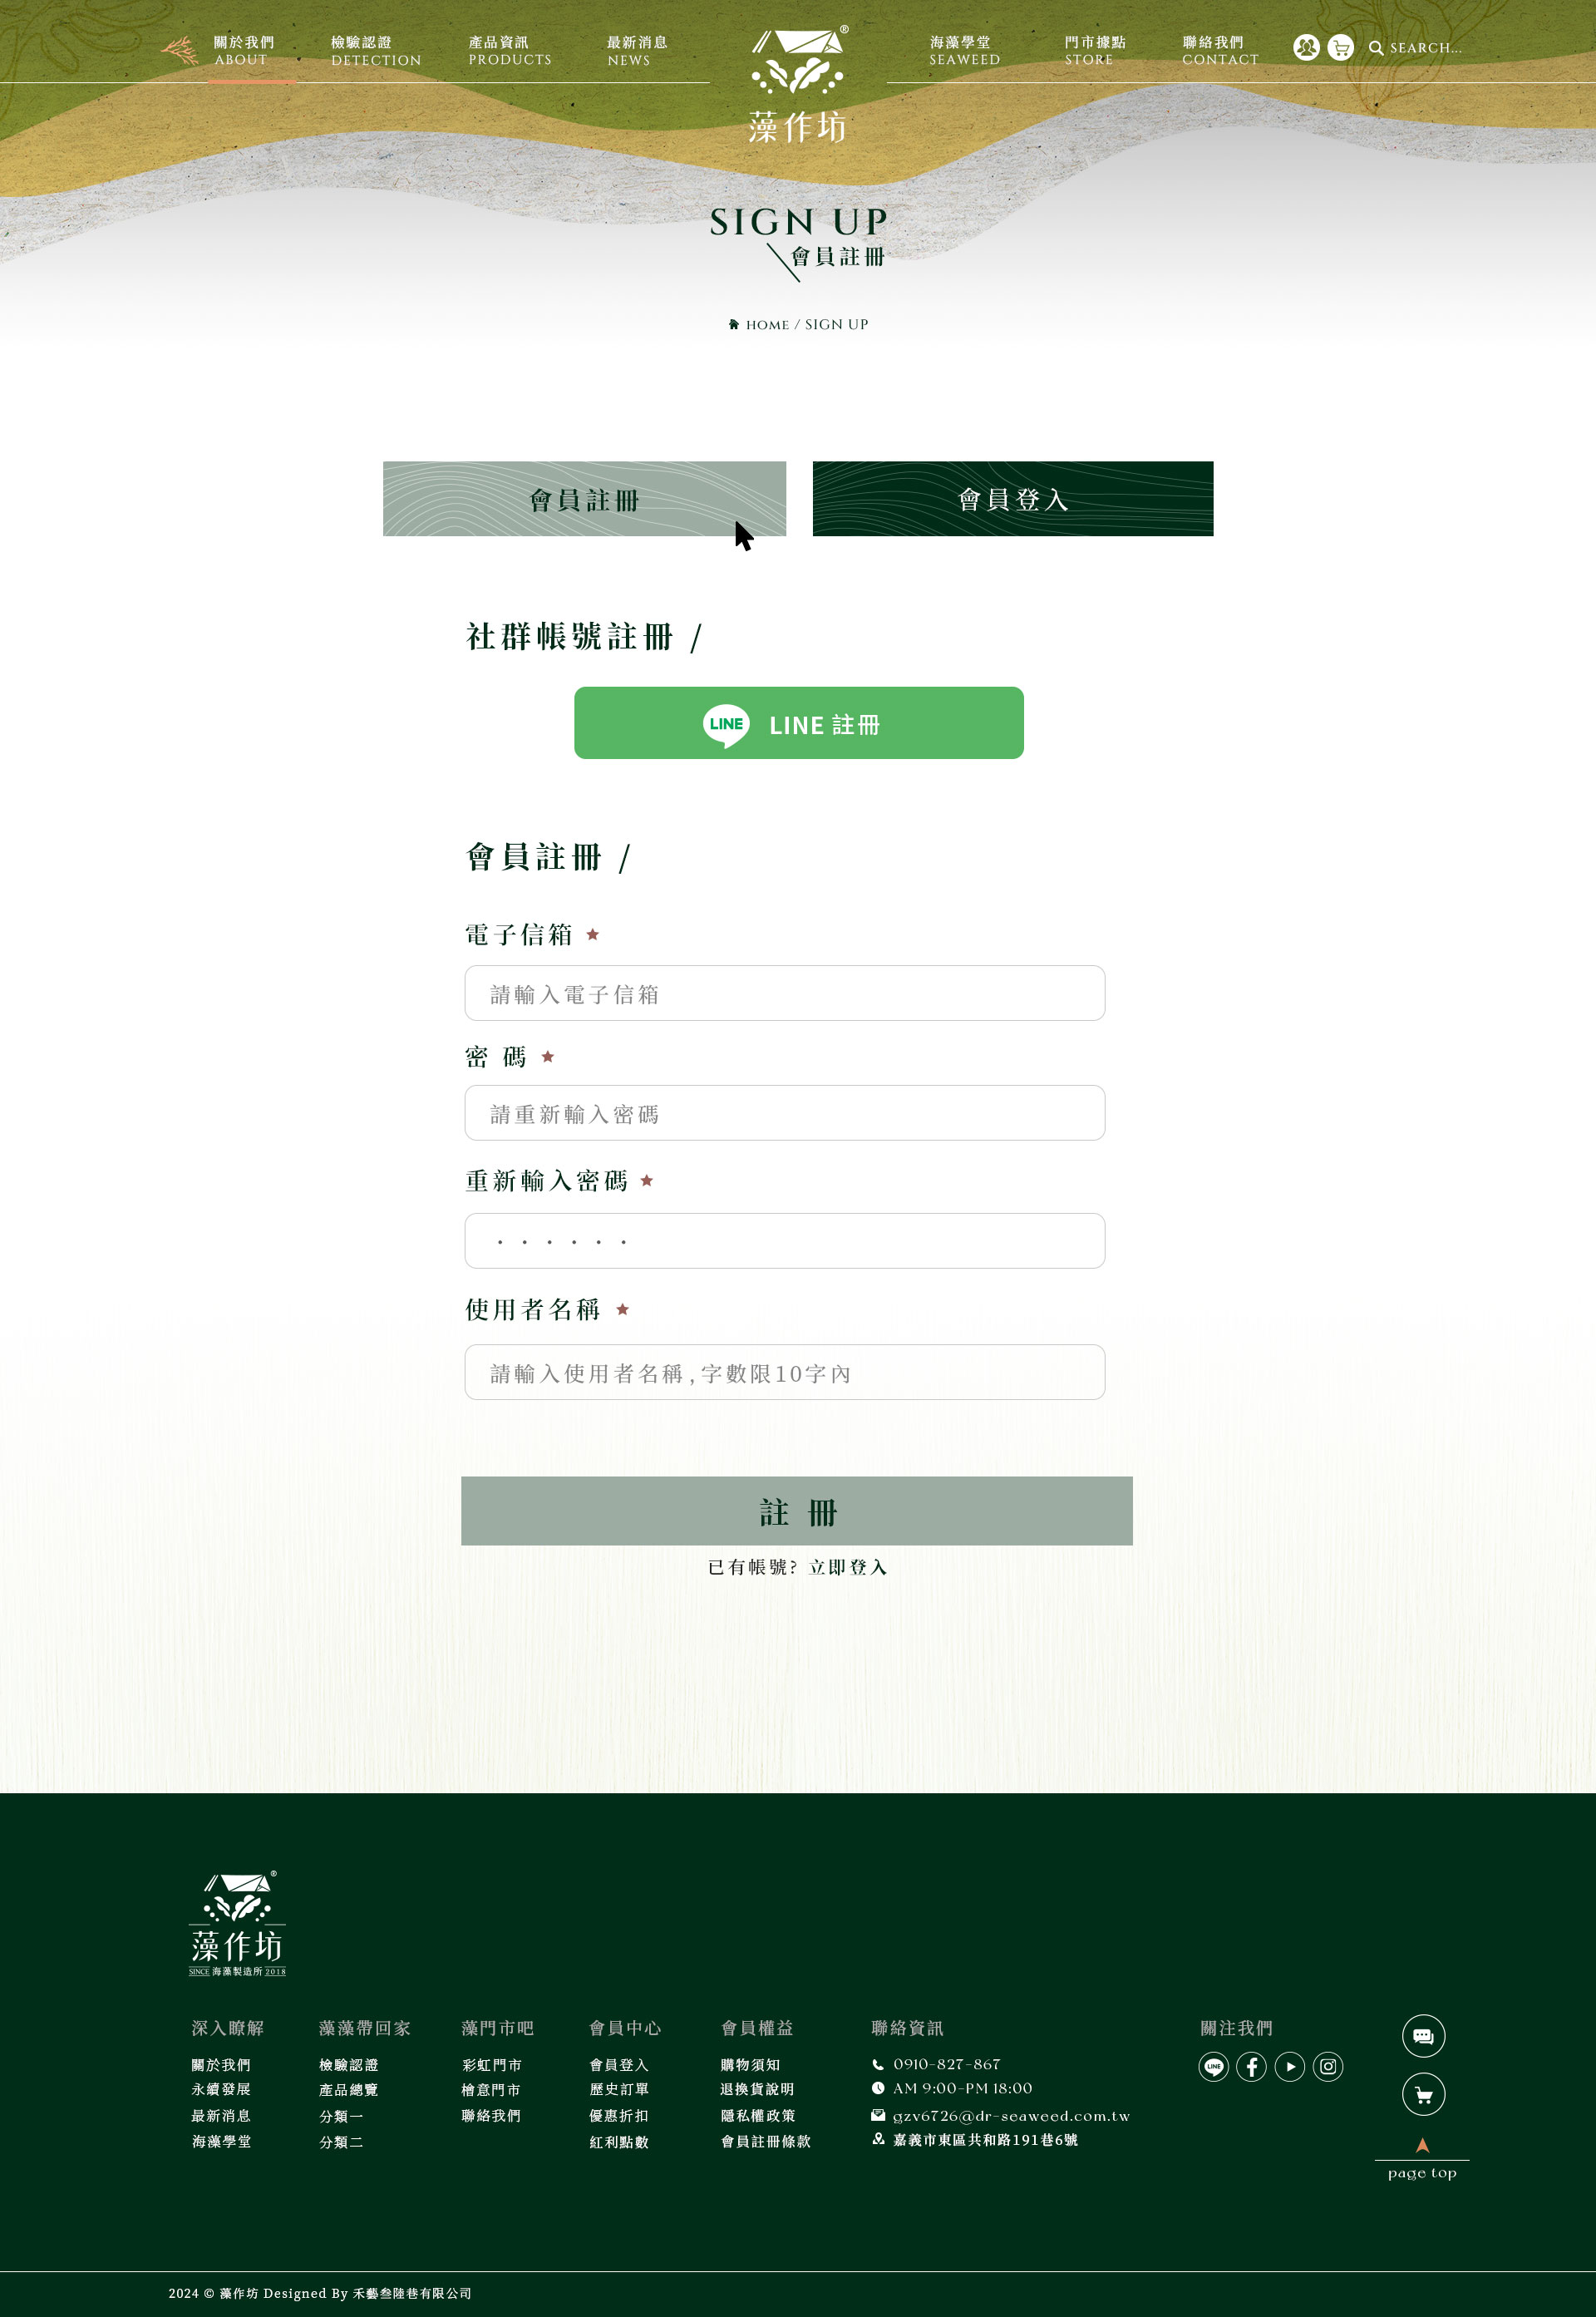 關於我們
ABOUT
檢驗認證
DETECTION
產品資訊
PRODUCTS
最新消息
NEWS
®
藻作坊
海藻學堂
SEAWEED
門市據點
STORE
聯絡我們
CONTACT
SEARCH...
SIGN UP
會員註冊
HOME / SIGN UP
會員註冊
會員登入
社群帳號註冊 /
LINE
LINE 註冊
會員註冊 /
電子信箱
請輸入電子信箱
密 碼
請重新輸入密碼
重新輸入密碼
使用者名稱
請輸入使用者名稱,字數限10字內
註 冊
已有帳號? 立即登入
®
藻作坊
SINCE 海藻製造所 2018
深入瞭解
關於我們
永續發展
最新消息
海藻學堂
藻藻帶回家
檢驗認證
產品總覽
分類一
分類二
藻門市吧
彩虹門市
檜意門市
聯絡我們
會員中心
會員登入
歷史訂單
優惠折扣
紅利點數
會員權益
購物須知
退換貨說明
隱私權政策
會員註冊條款
聯絡資訊
0910-827-867
AM 9:00-PM 18:00
gzv6726@dr-seaweed.com.tw
嘉義市東區共和路191巷6號
關注我們
LINE
page top
2024 © 藻作坊 Designed By 禾藝叁陸巷有限公司